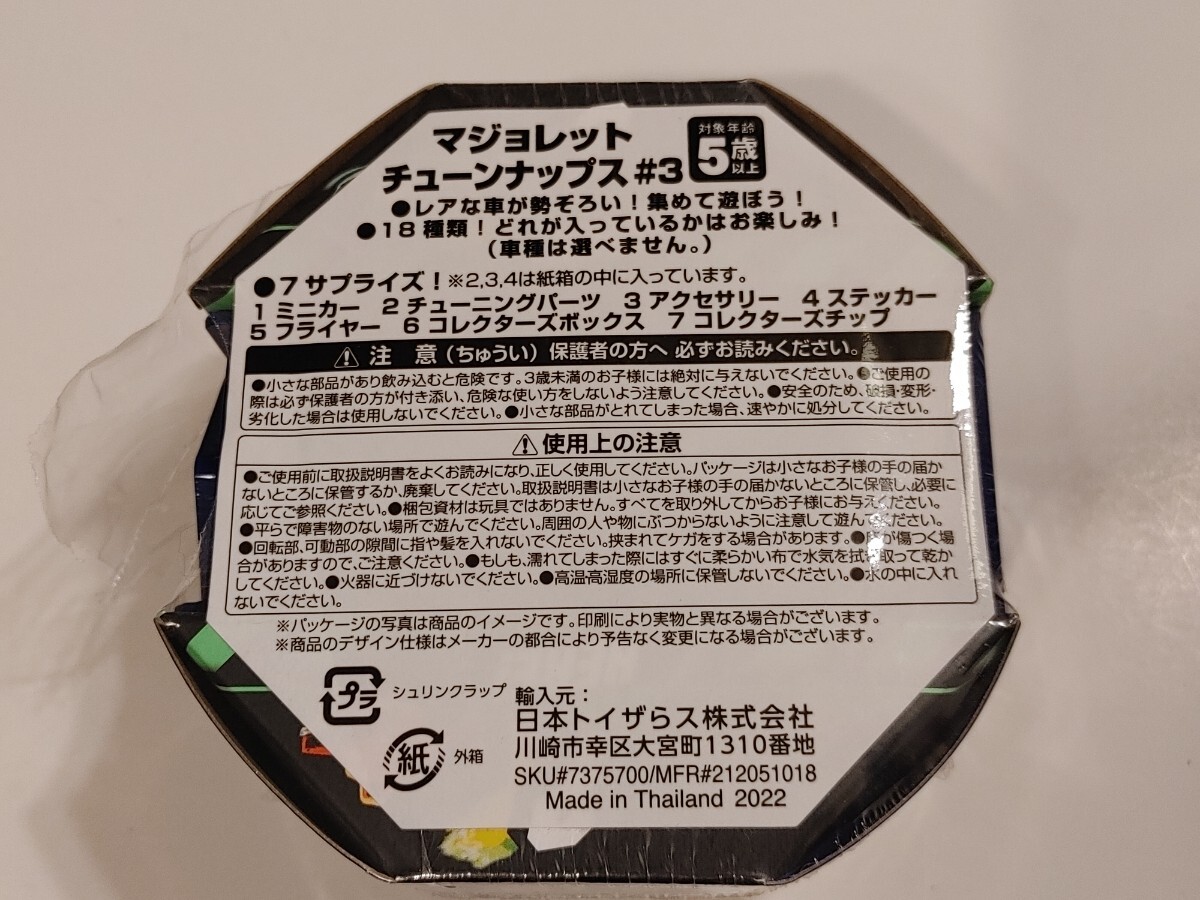 マジョレット
チューンナップス #3
対象年齢
5歳
以上
●レアな車が勢ぞろい！集めて遊ぼう！
●18 種類！どれが入っているかはお楽しみ！
（車種は選べません。）
●7 サプライズ！※2,3,4は紙箱の中に入っています。
1 ミニカー 2 チューニングパーツ 3 アクセサリー 4 ステッカー
5 フライヤー 6 コレクターズボックス 7 コレクターズチップ
⚠ 注 意（ちゅうい）保護者の方へ 必ずお読みください。
●小さな部品があり飲み込むと危険です。3歳未満のお子様には絶対に与えないでください。●ご使用の
際は必ず保護者の方が付き添い、危険な使い方をしないよう注意してください。●安全のため、破損・変形・
劣化した場合は使用しないでください。●小さな部品がとれてしまった場合、速やかに処分してください。
⚠ 使用上の注意
●ご使用前に取扱説明書をよくお読みになり、正しく使用してください。パッケージは小さなお子様の手の届か
ないところに保管するか、廃棄してください。取扱説明書は小さなお子様の手の届かないところに保管し、必要に
応じてご参照ください。●梱包資材は玩具ではありません。すべてを取り外してからお子様にお与えください。
●平らで障害物のない場所で遊んでください。周囲の人や物にぶつからないように注意して遊んでください。
●回転部、可動部の隙間に指や髪を入れないでください。挟まれてケガをする場合があります。●床が傷つく場
合がありますので、ご注意ください。●もしも、濡れてしまった際にはすぐに柔らかい布で水気を拭き取って乾か
してください。●火器に近づけないでください。●高温・高湿度の場所に保管しないでください。●水の中に入れ
ないでください。
※パッケージの写真は商品のイメージです。印刷により実物と異なる場合がございます。
※商品のデザイン仕様はメーカーの都合により予告なく変更になる場合がございます。
プラ シュリンクラップ
紙 外箱
輸入元：
日本トイザらス株式会社
川崎市幸区大宮町1310番地
SKU#7375700/MFR#212051018
Made in Thailand 2022